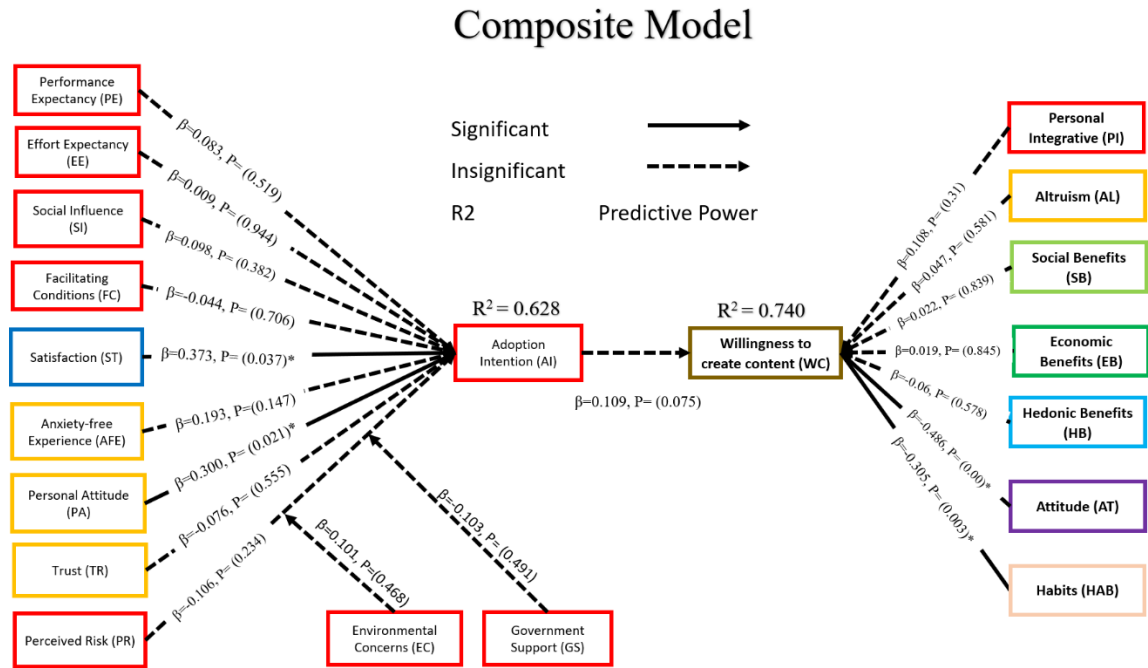 Composite Model
Performance
Expectancy (PE)
Effort Expectancy
(EE)
Social Influence
(SI)
Facilitating
Conditions (FC)
Satisfaction (ST)
Anxiety-free
Experience (AFE)
Personal Attitude
(PA)
Trust (TR)
Perceived Risk (PR)
β=0.083, P= (0.519)
β=0.009, P= (0.944)
β=0.098, P= (0.382)
β=-0.044, P= (0.706)
β=0.373, P= (0.037)*
β=0.193, P=(0.147)
β=0.300, P= (0.021)*
β=-0.076, P= (0.555)
β=-0.106, P= (0.234)
β=0.101, P=(0.468)
β=-0.103, P= (0.491)
Environmental
Concerns (EC)
Government
Support (GS)
Significant
Insignificant
R2 Predictive Power
R² = 0.628
Adoption
Intention (AI)
β=0.109, P= (0.075)
R² = 0.740
Willingness to
create content (WC)
β=0.108, P= (0.31)
β=0.047, P= (0.581)
β=0.022, P= (0.839)
β=0.019, P= (0.845)
β=-0.06, P= (0.578)
β=-0.486, P= (0.00)*
β=-0.305, P= (0.003)*
Personal
Integrative (PI)
Altruism (AL)
Social Benefits
(SB)
Economic
Benefits (EB)
Hedonic Benefits
(HB)
Attitude (AT)
Habits (HAB)